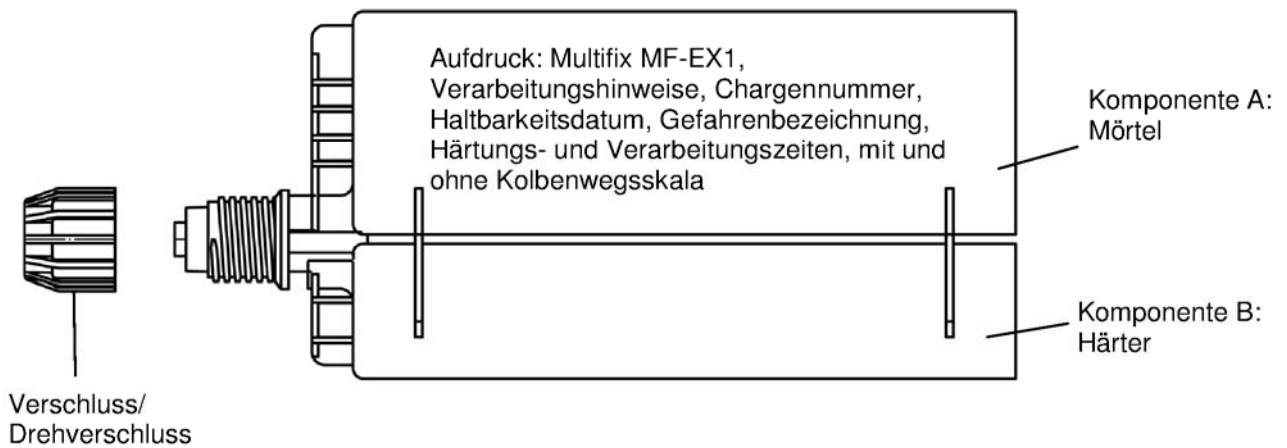 Aufdruck: Multifix MF-EX1,
Verarbeitungshinweise, Chargennummer,
Haltbarkeitsdatum, Gefahrenbezeichnung,
Härtungs- und Verarbeitungszeiten, mit und
ohne Kolbenwegsskala
Komponente A:
Mörtel
Komponente B:
Härter
Verschluss/
Drehverschluss